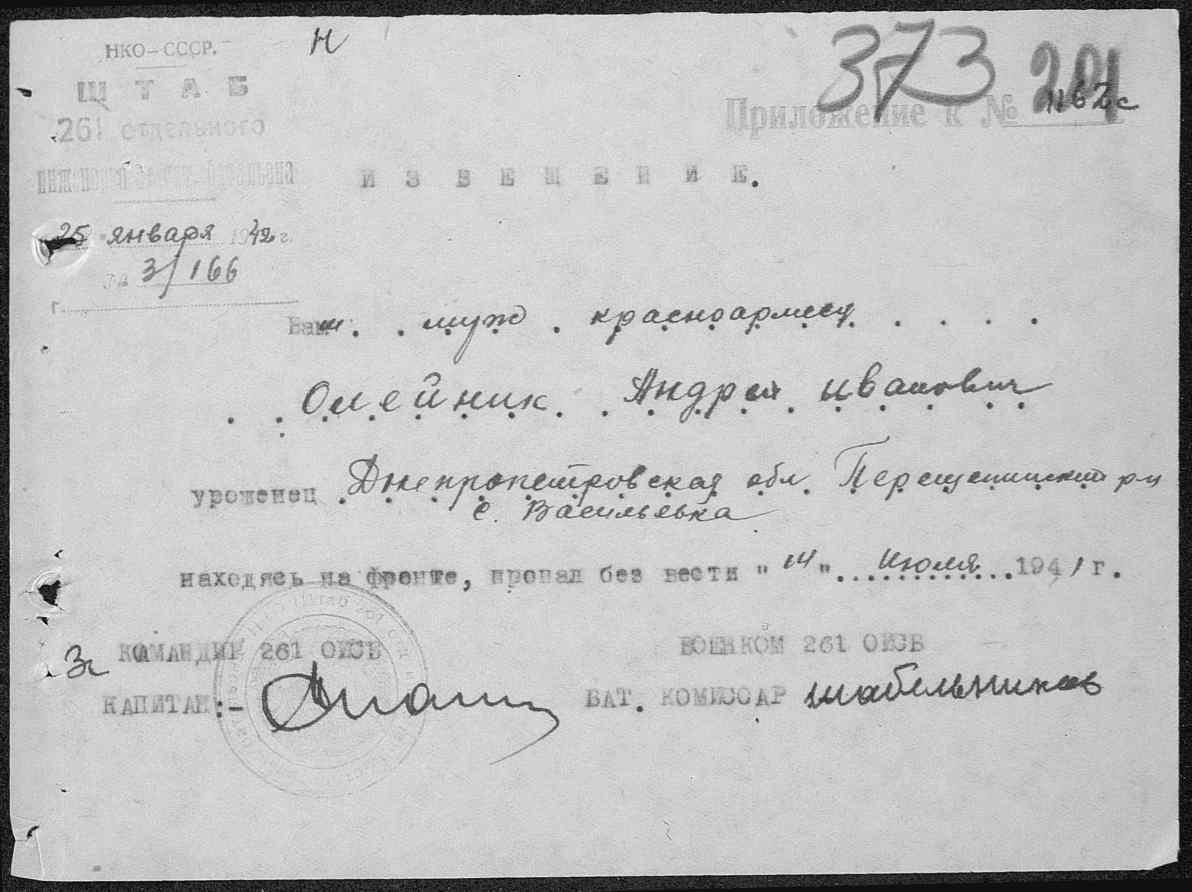 НКО–СССР.
Н
373
201
ШТАБ
Приложение к №
1162с
261 отдельного
ИЗВЕЩЕНИЕ.
"25" января 1942 г.
№ 3/166
г.
Ваш. . муж . красноармеец . . . .
. . Олейник. . Андрей. Иванович
уроженец . Днепропетровская обл. Перещепинский р-н
с. Васильевка
находясь на фронте, пропал без вести "14". июля 1941 г.
Зк КОМАНДИР 261 ОИСБ
ВОЕНКОМ 261 ОИСБ
КАПИТАН:-
БАТ. КОМИССАР Шабельников